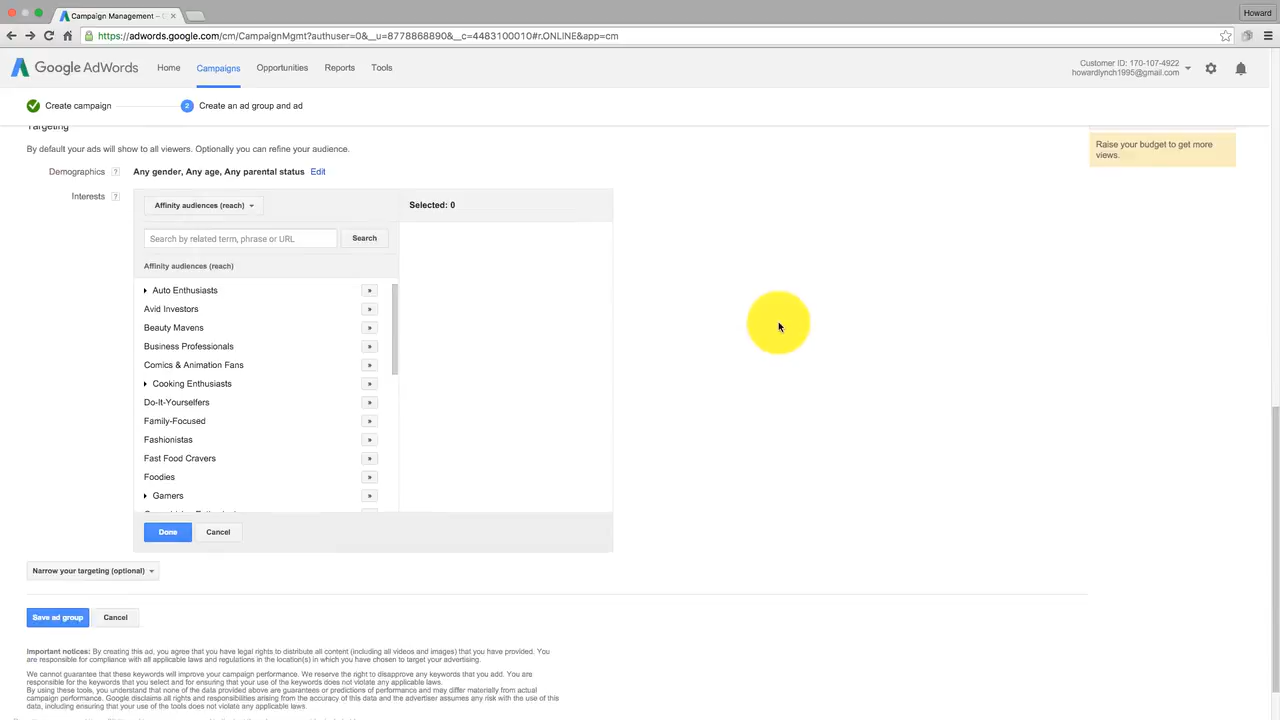 Campaign Management –
Howard
https://adwords.google.com/cm/CampaignMgmt?authuser=0&__u=8778868890&__c=4483100010#r.ONLINE&app=cm
Google AdWords
Home
Campaigns
Opportunities
Reports
Tools
Customer ID: 170-107-4922
howardlynch1995@gmail.com
Create campaign
2
Create an ad group and ad
Targeting
By default your ads will show to all viewers. Optionally you can refine your audience.
Raise your budget to get more
views.
Demographics ? Any gender, Any age, Any parental status Edit
Interests ?
Affinity audiences (reach)
Selected: 0
Search by related term, phrase or URL
Search
Affinity audiences (reach)
Auto Enthusiasts »
Avid Investors »
Beauty Mavens »
Business Professionals »
Comics & Animation Fans »
Cooking Enthusiasts »
Do-It-Yourselfers »
Family-Focused »
Fashionistas »
Fast Food Cravers »
Foodies »
Gamers »
Done
Cancel
Narrow your targeting (optional)
Save ad group
Cancel
Important notices: By creating this ad, you agree that you have legal rights to distribute all content (including all videos and images) that you have provided. You
are responsible for compliance with all applicable laws and regulations in the location(s) in which you have chosen to target your advertising.
We cannot guarantee that these keywords will improve your campaign performance. We reserve the right to disapprove any keywords that you add. You are
responsible for the keywords that you select and for ensuring that your use of the keywords does not violate any applicable laws.
By using these tools, you understand that none of the data provided above are guarantees or predictions of performance and may differ materially from actual
campaign performance. Google disclaims all rights and responsibilities arising from the accuracy of this data and the advertiser assumes any risk with the use of this
data, including ensuring that your use of the tools does not violate any applicable laws.